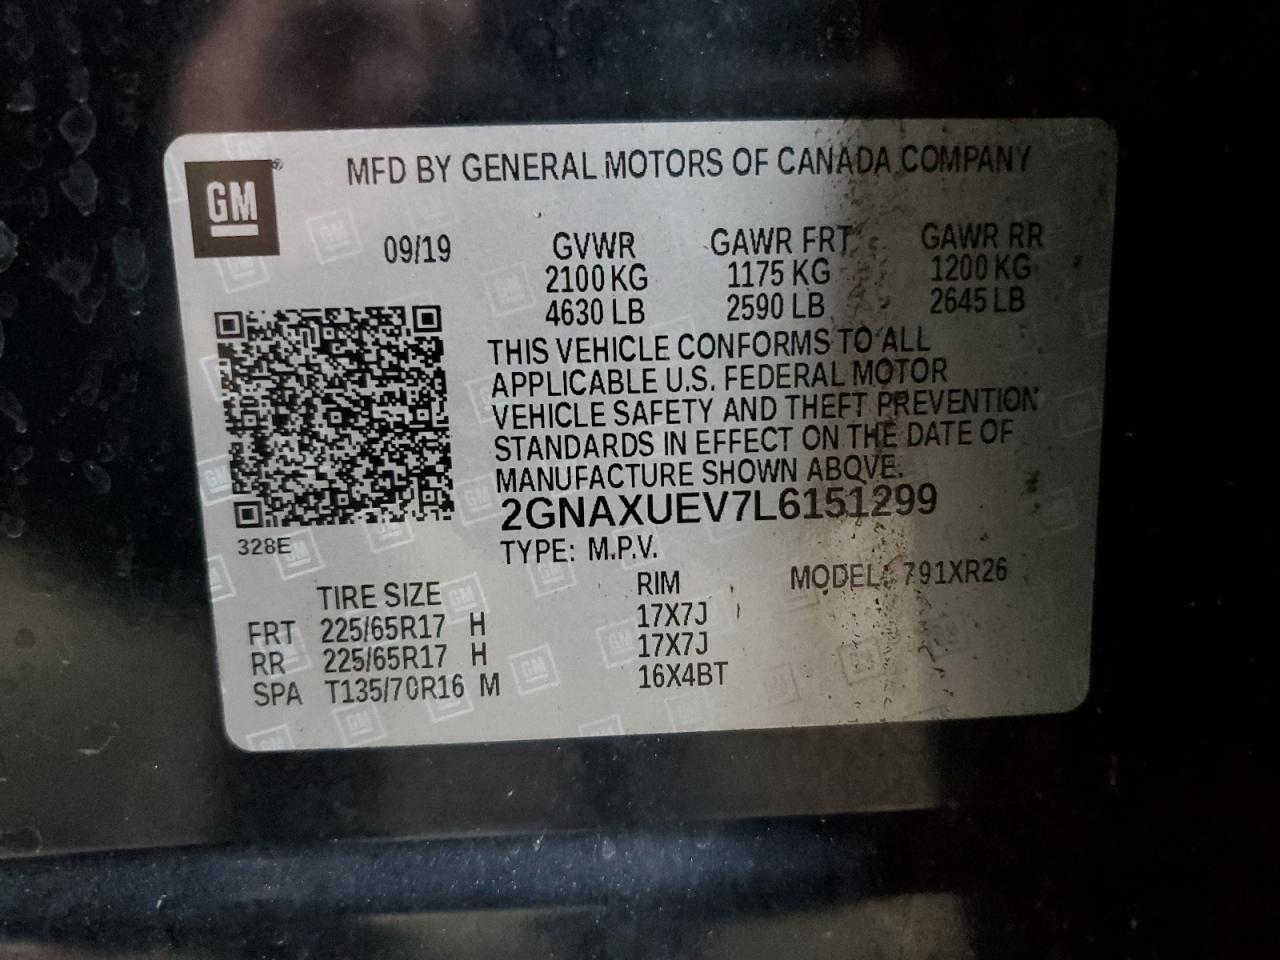 GM
MFD BY GENERAL MOTORS OF CANADA COMPANY
09/19 GVWR GAWR FRT GAWR RR
2100 KG 1175 KG 1200 KG
4630 LB 2590 LB 2645 LB
THIS VEHICLE CONFORMS TO ALL
APPLICABLE U.S. FEDERAL MOTOR
VEHICLE SAFETY AND THEFT PREVENTION
STANDARDS IN EFFECT ON THE DATE OF
MANUFACTURE SHOWN ABOVE.
2GNAXUEV7L6151299
328E
TYPE: M.P.V.
TIRE SIZE RIM MODEL: 791XR26
FRT 225/65R17 H 17X7J
RR 225/65R17 H 17X7J
SPA T135/70R16 M 16X4BT